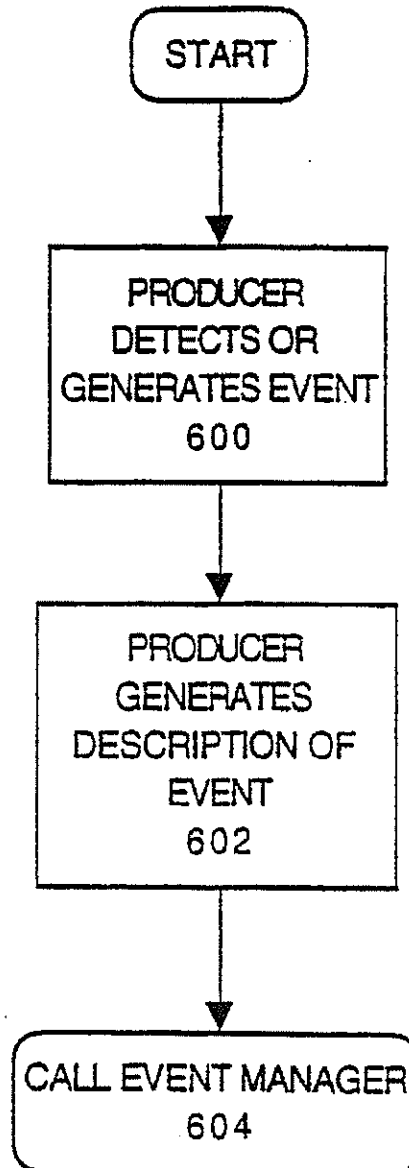 START
PRODUCER
DETECTS OR
GENERATES EVENT
600
PRODUCER
GENERATES
DESCRIPTION OF
EVENT
602
CALL EVENT MANAGER
604